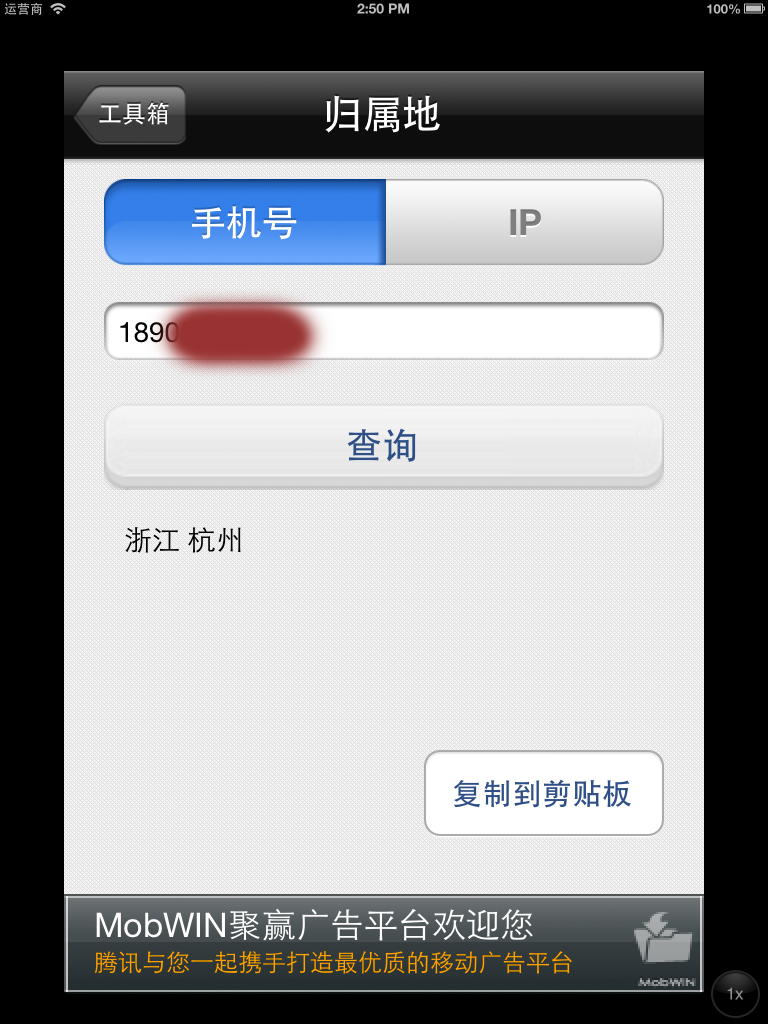 运营商 2:50 PM 100%
工具箱 归属地
手机号 IP
1890
查询
浙江 杭州
复制到剪贴板
MobWIN聚赢广告平台欢迎您
腾讯与您一起携手打造最优质的移动广告平台
MobWIN
1x